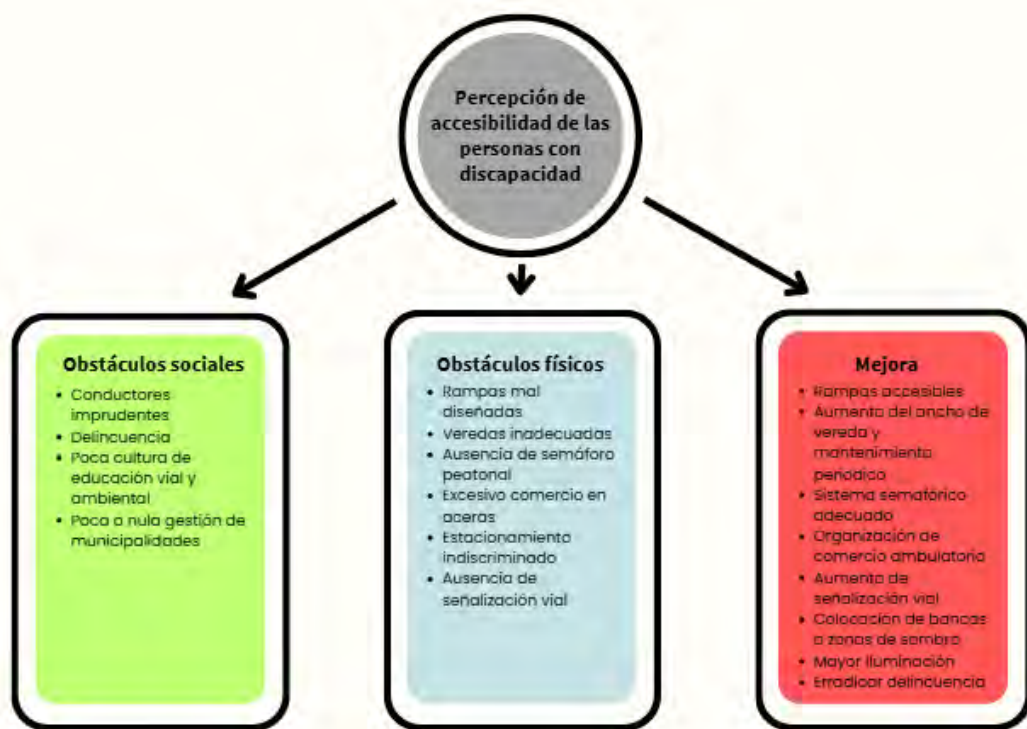 Percepción de
accesibilidad de las
personas con
discapacidad
Obstáculos sociales
• Conductores
imprudentes
• Delincuencia
• Poca cultura de
educación vial y
ambiental
• Poca o nula gestión de
municipalidades
Obstáculos físicos
• Rampas mal
diseñadas
• Veredas inadecuadas
• Ausencia de semáforo
peatonal
• Excesivo comercio en
aceras
• Estacionamiento
indiscriminado
• Ausencia de
señalización vial
Mejora
• Rampas accesibles
• Aumento del ancho de
vereda y
mantenimiento
periodico
• Sistema semafórico
adecuado
• Organización de
comercio ambulatorio
• Aumento de
señalización vial
• Colocación de bancas
o zonas de sombra
• Mayor iluminación
• Erradicar delincuencia